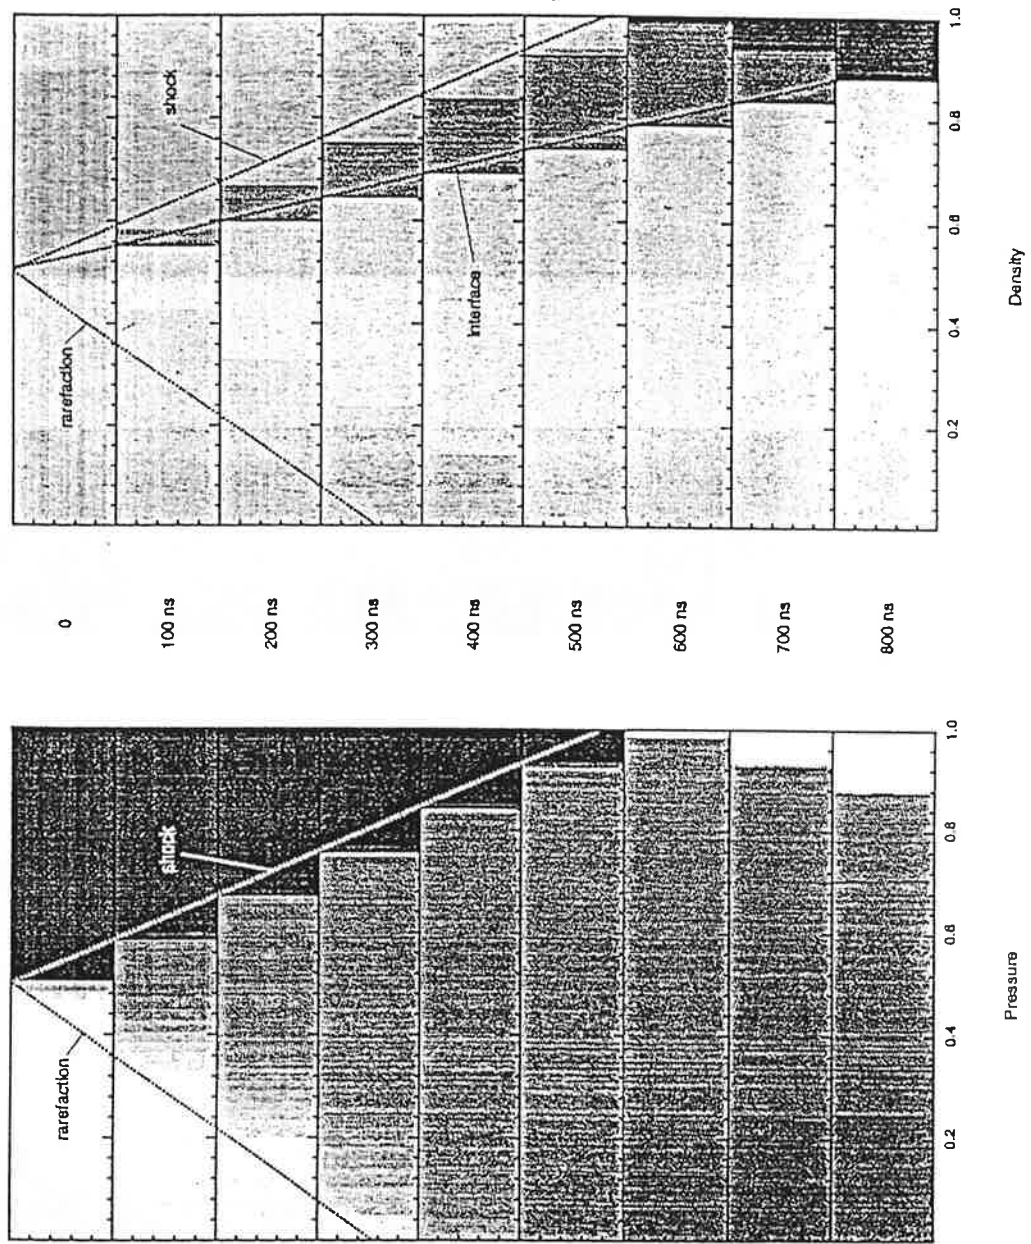 shock
rarefaction
interface
0.2
0.4
0.6
0.8
1.0
Density
0
100 ns
200 ns
300 ns
400 ns
500 ns
600 ns
700 ns
800 ns
rarefaction
shock
0.2
0.4
0.6
0.8
1.0
Pressure